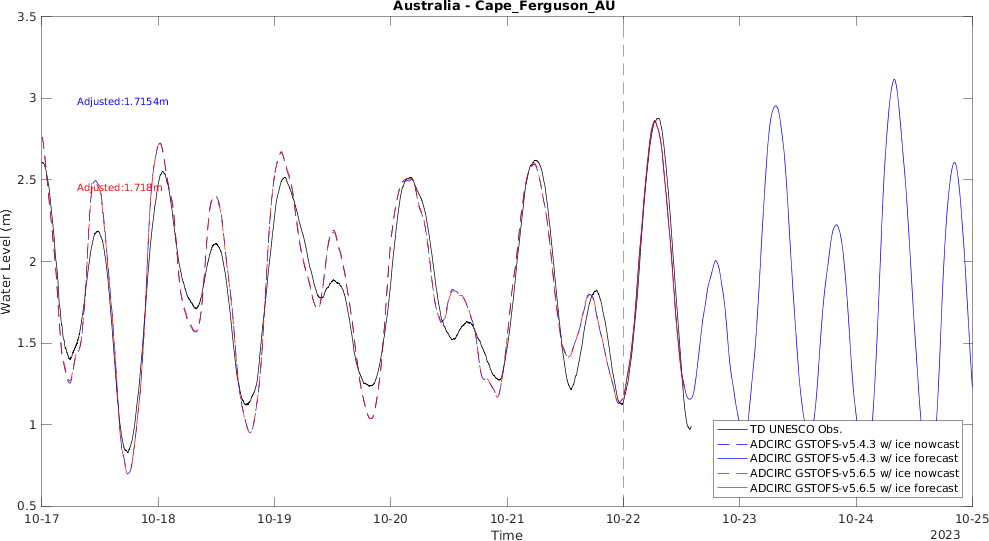 Australia - Cape_Ferguson_AU
3.5
3
2.5
2
1.5
1
0.5
Water Level (m)
Adjusted:1.7154m
Adjusted:1.718m
TD UNESCO Obs.
ADCIRC GSTOFS-v5.4.3 w/ ice nowcast
ADCIRC GSTOFS-v5.4.3 w/ ice forecast
ADCIRC GSTOFS-v5.6.5 w/ ice nowcast
ADCIRC GSTOFS-v5.6.5 w/ ice forecast
10-17 10-18 10-19 10-20 10-21 10-22 10-23 10-24 10-25
Time
2023